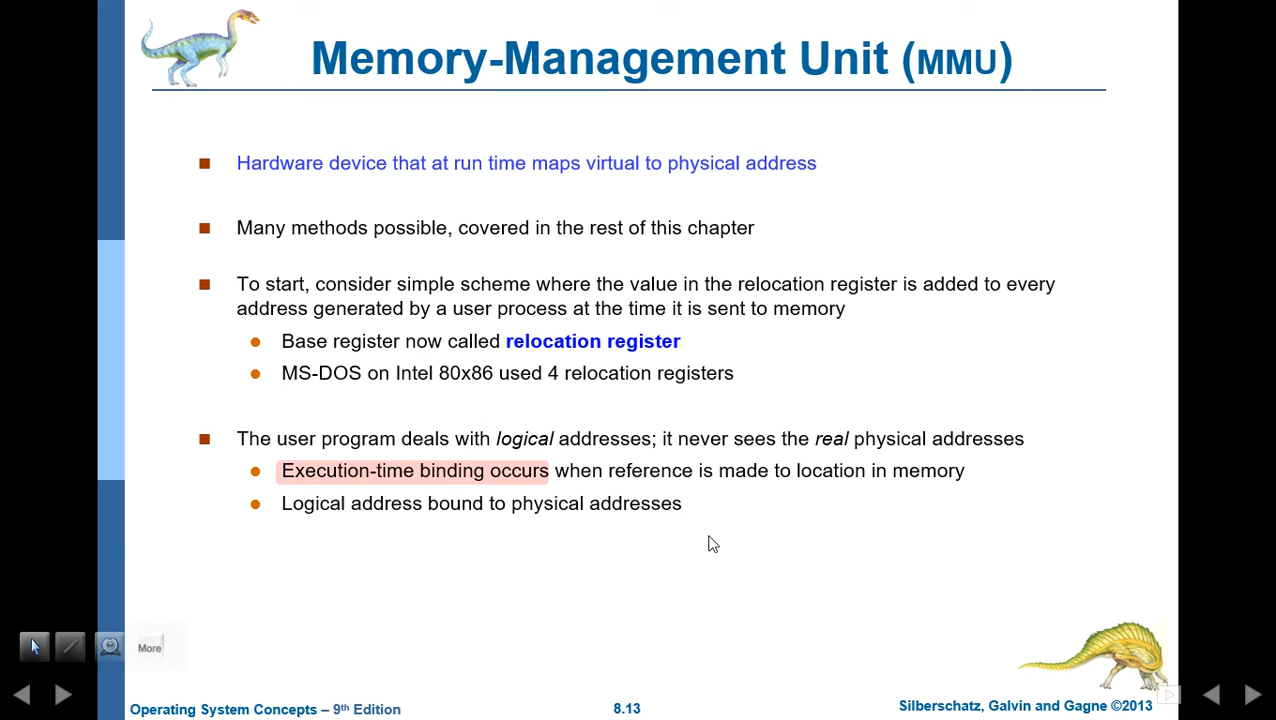 Memory-Management Unit (MMU)
Hardware device that at run time maps virtual to physical address
Many methods possible, covered in the rest of this chapter
To start, consider simple scheme where the value in the relocation register is added to every
address generated by a user process at the time it is sent to memory
Base register now called relocation register
MS-DOS on Intel 80x86 used 4 relocation registers
The user program deals with logical addresses; it never sees the real physical addresses
Execution-time binding occurs when reference is made to location in memory
Logical address bound to physical addresses
More
Operating System Concepts – 9th Edition
8.13
Silberschatz, Galvin and Gagne ©2013